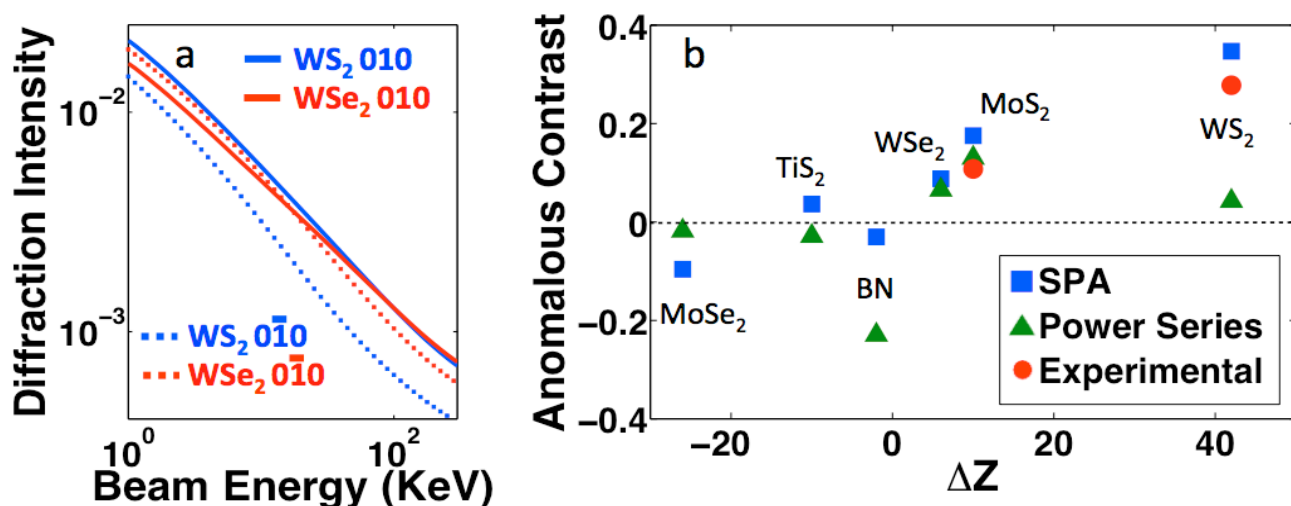 a
WS₂ 010
WSe₂ 010
10⁻²
10⁻³
WS₂ 01̅0
WSe₂ 01̅0
Diffraction Intensity
10⁰
10²
Beam Energy (KeV)
b
0.4
0.2
0
−0.2
−0.4
Anomalous Contrast
MoS₂
WSe₂
WS₂
TiS₂
BN
MoSe₂
SPA
Power Series
Experimental
−20
0
20
40
ΔZ